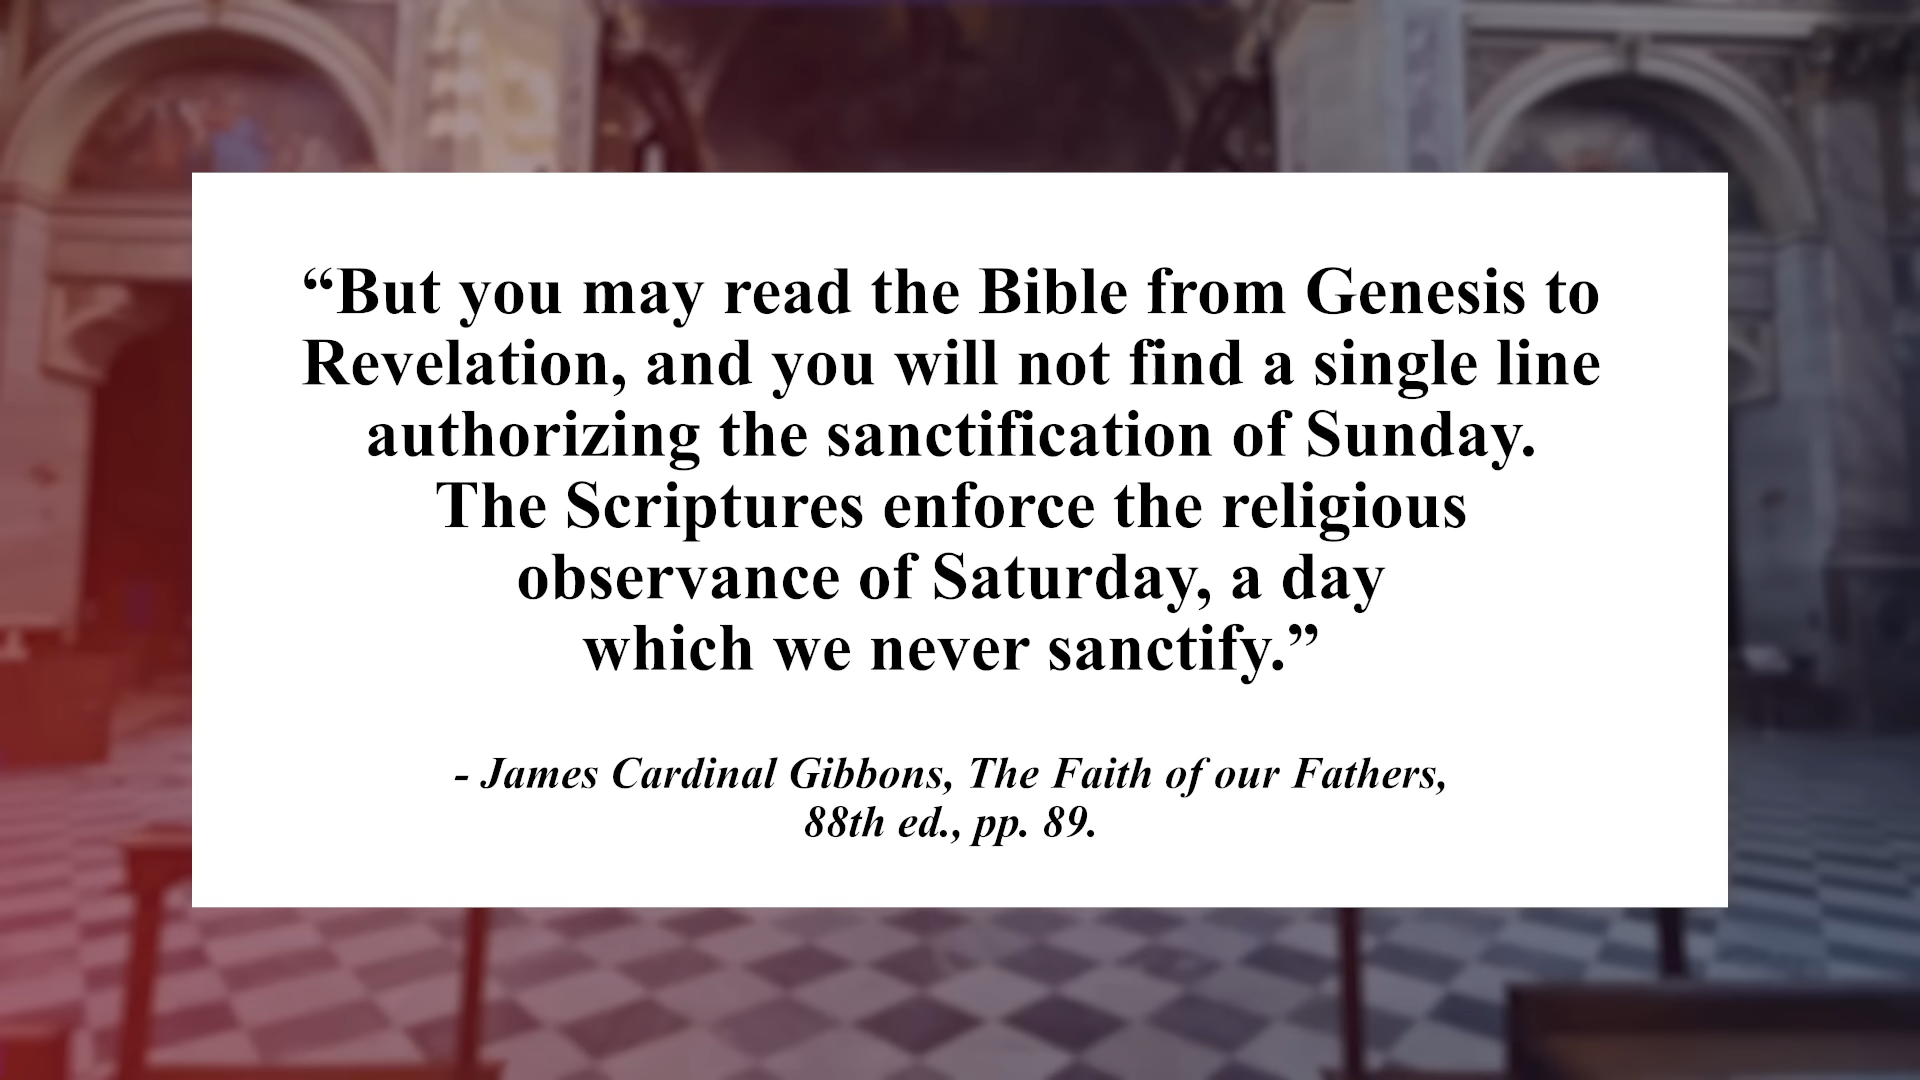 “But you may read the Bible from Genesis to
Revelation, and you will not find a single line
authorizing the sanctification of Sunday.
The Scriptures enforce the religious
observance of Saturday, a day
which we never sanctify.”
- James Cardinal Gibbons, The Faith of our Fathers,
88th ed., pp. 89.